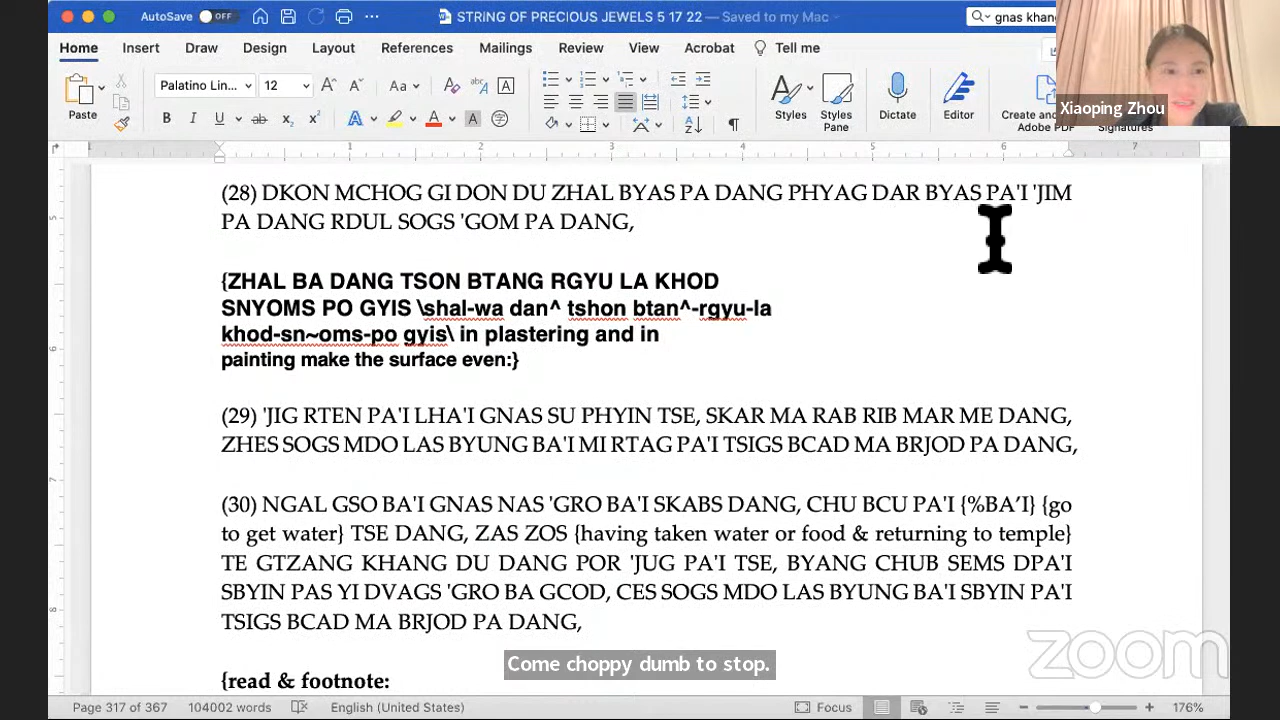 AutoSave OFF STRING OF PRECIOUS JEWELS 5 17 22 — Saved to my Mac gnas khang
Home Insert Draw Design Layout References Mailings Review View Acrobat Tell me
Paste Palatino Lin... 12 Styles Styles Pane Dictate Editor Create and Adobe PDF Signatures
Xiaoping Zhou
1 1 2 3 4 5 6 7
(28) DKON MCHOG GI DON DU ZHAL BYAS PA DANG PHYAG DAR BYAS PA'I 'JIM
PA DANG RDUL SOGS 'GOM PA DANG,
{ZHAL BA DANG TSON BTANG RGYU LA KHOD
SNYOMS PO GYIS \shal-wa dan^ tshon btan^-rgyu-la
khod-sn~oms-po gyis\ in plastering and in
painting make the surface even:}
(29) 'JIG RTEN PA'I LHA'I GNAS SU PHYIN TSE, SKAR MA RAB RIB MAR ME DANG,
ZHES SOGS MDO LAS BYUNG BA'I MI RTAG PA'I TSIGS BCAD MA BRJOD PA DANG,
(30) NGAL GSO BA'I GNAS NAS 'GRO BA'I SKABS DANG, CHU BCU PA'I {%BA’I} {go
to get water} TSE DANG, ZAS ZOS {having taken water or food & returning to temple}
TE GTZANG KHANG DU DANG POR 'JUG PA'I TSE, BYANG CHUB SEMS DPA'I
SBYIN PAS YI DVAGS 'GRO BA GCOD, CES SOGS MDO LAS BYUNG BA'I SBYIN PA'I
TSIGS BCAD MA BRJOD PA DANG,
{read & footnote:
Come choppy dumb to stop.
zoom
Page 317 of 367 104002 words English (United States) Focus 176%